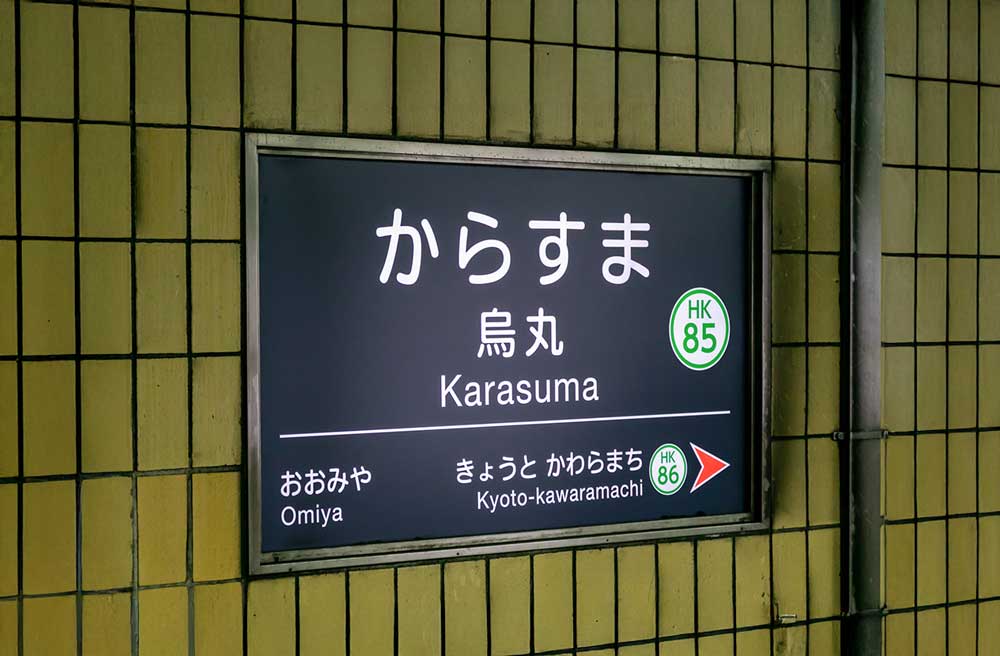 からすま
烏丸
Karasuma
HK
85
おおみや
Omiya
きょうと かわらまち
Kyoto-kawaramachi
HK
86